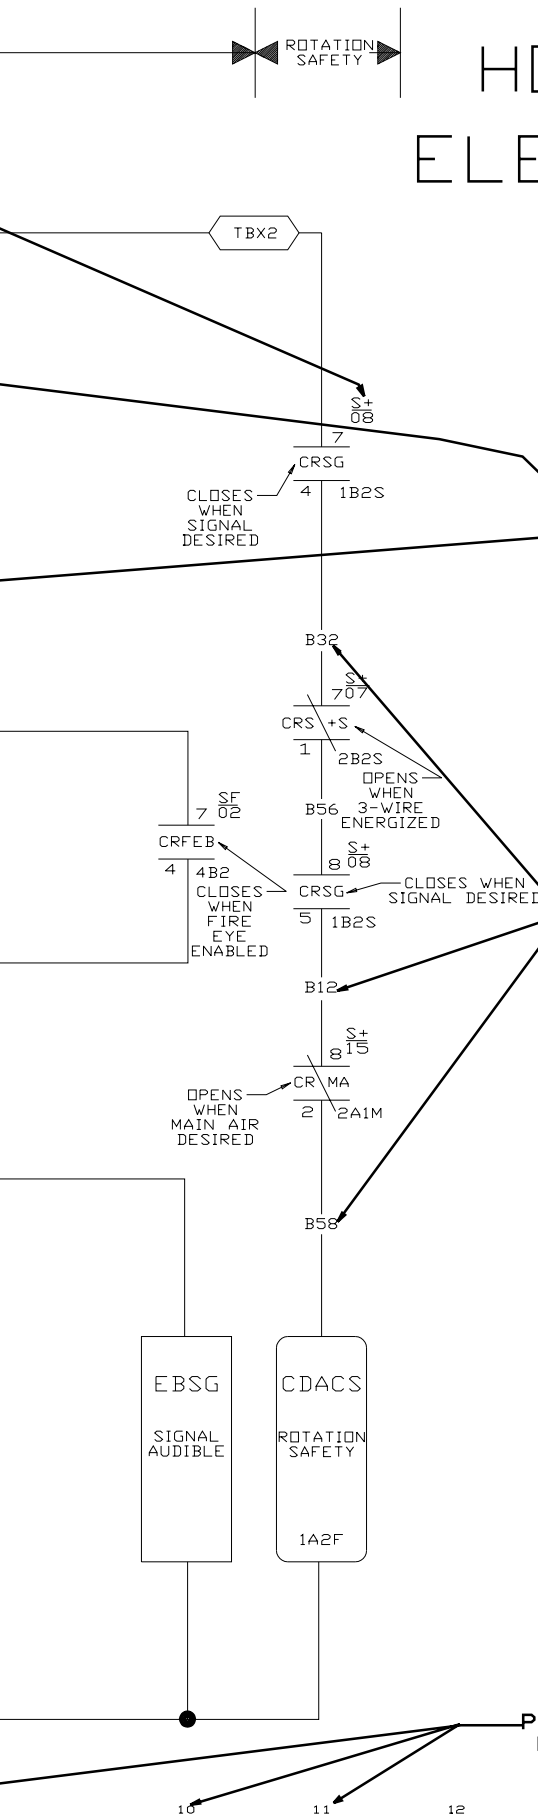 ROTATION
SAFETY
HD
ELE
TBX2
S+
08
7
CRSG
4 1B2S
CLOSES
WHEN
SIGNAL
DESIRED
B32
S+
07
7
CRS +S
1
2B2S
OPENS
WHEN
3-WIRE
ENERGIZED
B56
SF
02
7
CRFEB
4 4B2
CLOSES
WHEN
FIRE
EYE
ENABLED
S+
08
8
CRSG
5 1B2S
CLOSES WHEN
SIGNAL DESIRED
B12
S+
15
8
CR MA
2 2A1M
OPENS
WHEN
MAIN AIR
DESIRED
B58
EBSG
SIGNAL
AUDIBLE
CDACS
ROTATION
SAFETY
1A2F
P
10 11 12